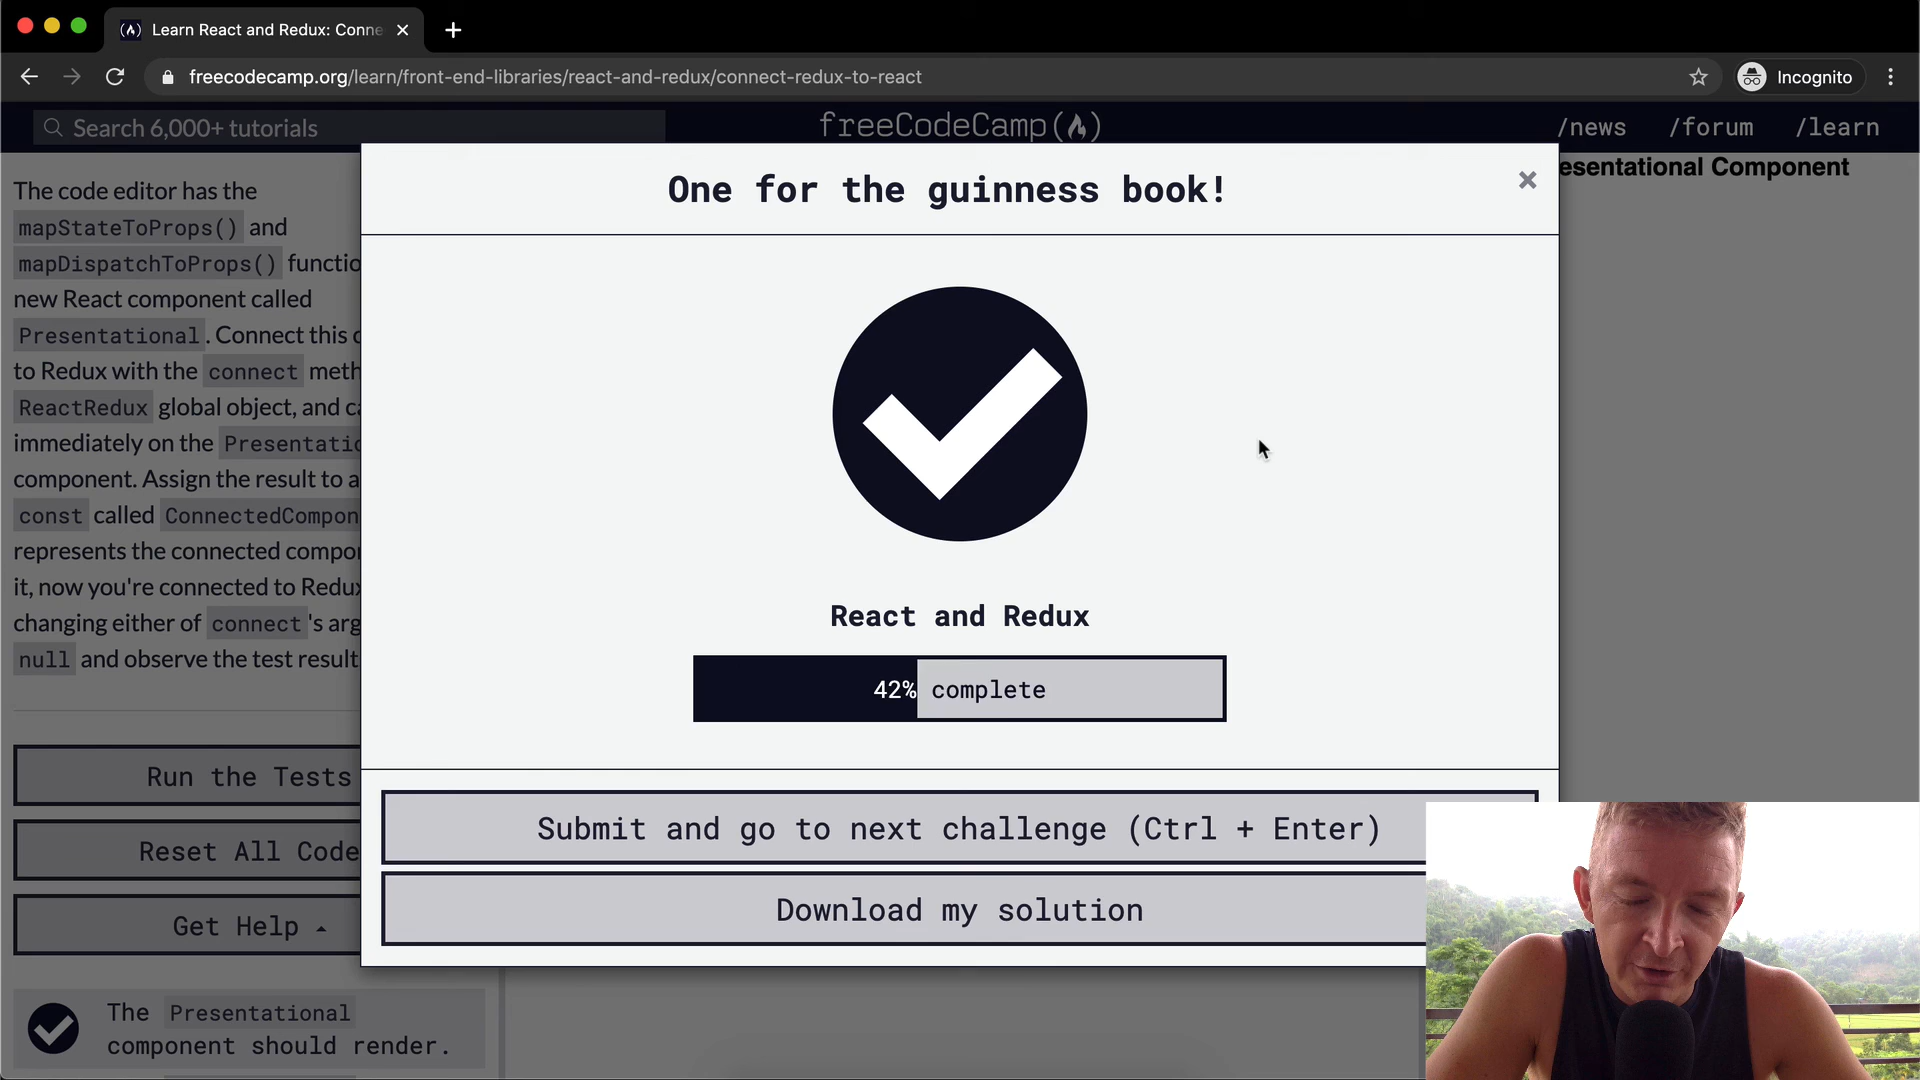 Learn React and Redux: Conne
freecodecamp.org/learn/front-end-libraries/react-and-redux/connect-redux-to-react
Incognito
Search 6,000+ tutorials
freeCodeCamp
/news
/forum
/learn
The code editor has the
mapStateToProps() and
mapDispatchToProps() functio
new React component called
Presentational. Connect this c
to Redux with the connect meth
ReactRedux global object, and ca
immediately on the Presentatio
component. Assign the result to a
const called ConnectedCompon
represents the connected compon
it, now you're connected to Redux
changing either of connect's arg
null and observe the test result
Run the Tests
Reset All Code
Get Help
The Presentational
component should render.
esentational Component
One for the guinness book!
×
React and Redux
42% complete
Submit and go to next challenge (Ctrl + Enter)
Download my solution